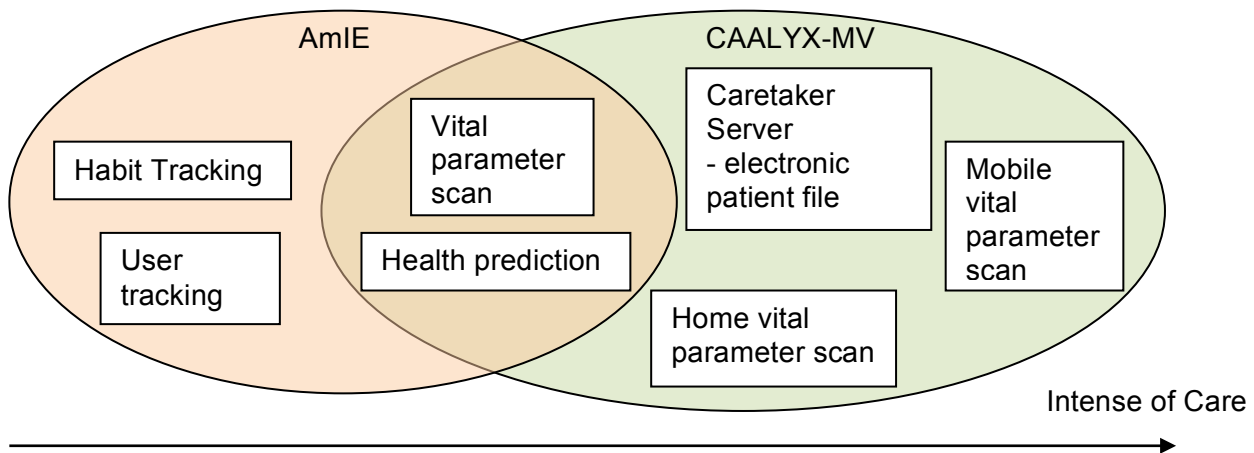 AmIE
CAALYX-MV
Habit Tracking
User
tracking
Vital
parameter
scan
Health prediction
Caretaker
Server
- electronic
patient file
Mobile
vital
parameter
scan
Home vital
parameter scan
Intense of Care